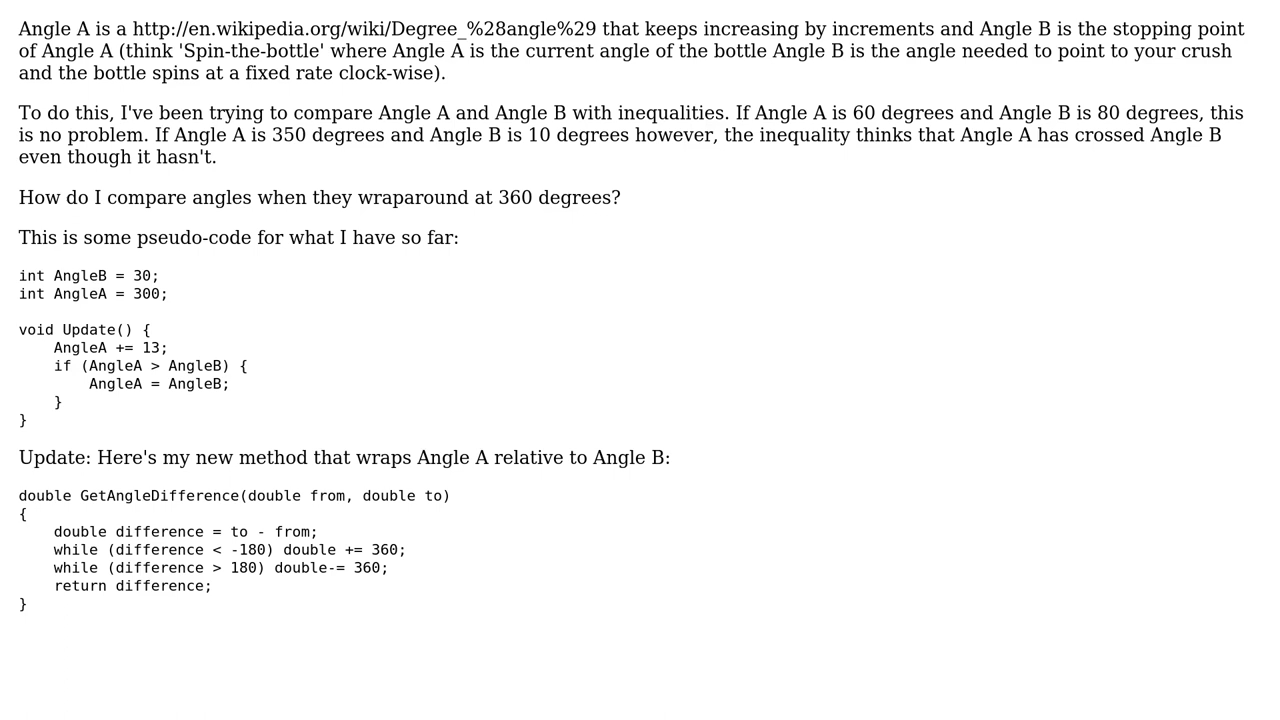 Angle A is a http://en.wikipedia.org/wiki/Degree_%28angle%29 that keeps increasing by increments and Angle B is the stopping point
of Angle A (think 'Spin-the-bottle' where Angle A is the current angle of the bottle Angle B is the angle needed to point to your crush
and the bottle spins at a fixed rate clock-wise).
To do this, I've been trying to compare Angle A and Angle B with inequalities. If Angle A is 60 degrees and Angle B is 80 degrees, this
is no problem. If Angle A is 350 degrees and Angle B is 10 degrees however, the inequality thinks that Angle A has crossed Angle B
even though it hasn't.
How do I compare angles when they wraparound at 360 degrees?
This is some pseudo-code for what I have so far:
int AngleB = 30;
int AngleA = 300;
void Update() {
    AngleA += 13;
    if (AngleA > AngleB) {
        AngleA = AngleB;
    }
}
Update: Here's my new method that wraps Angle A relative to Angle B:
double GetAngleDifference(double from, double to)
{
    double difference = to - from;
    while (difference < -180) double += 360;
    while (difference > 180) double-= 360;
    return difference;
}